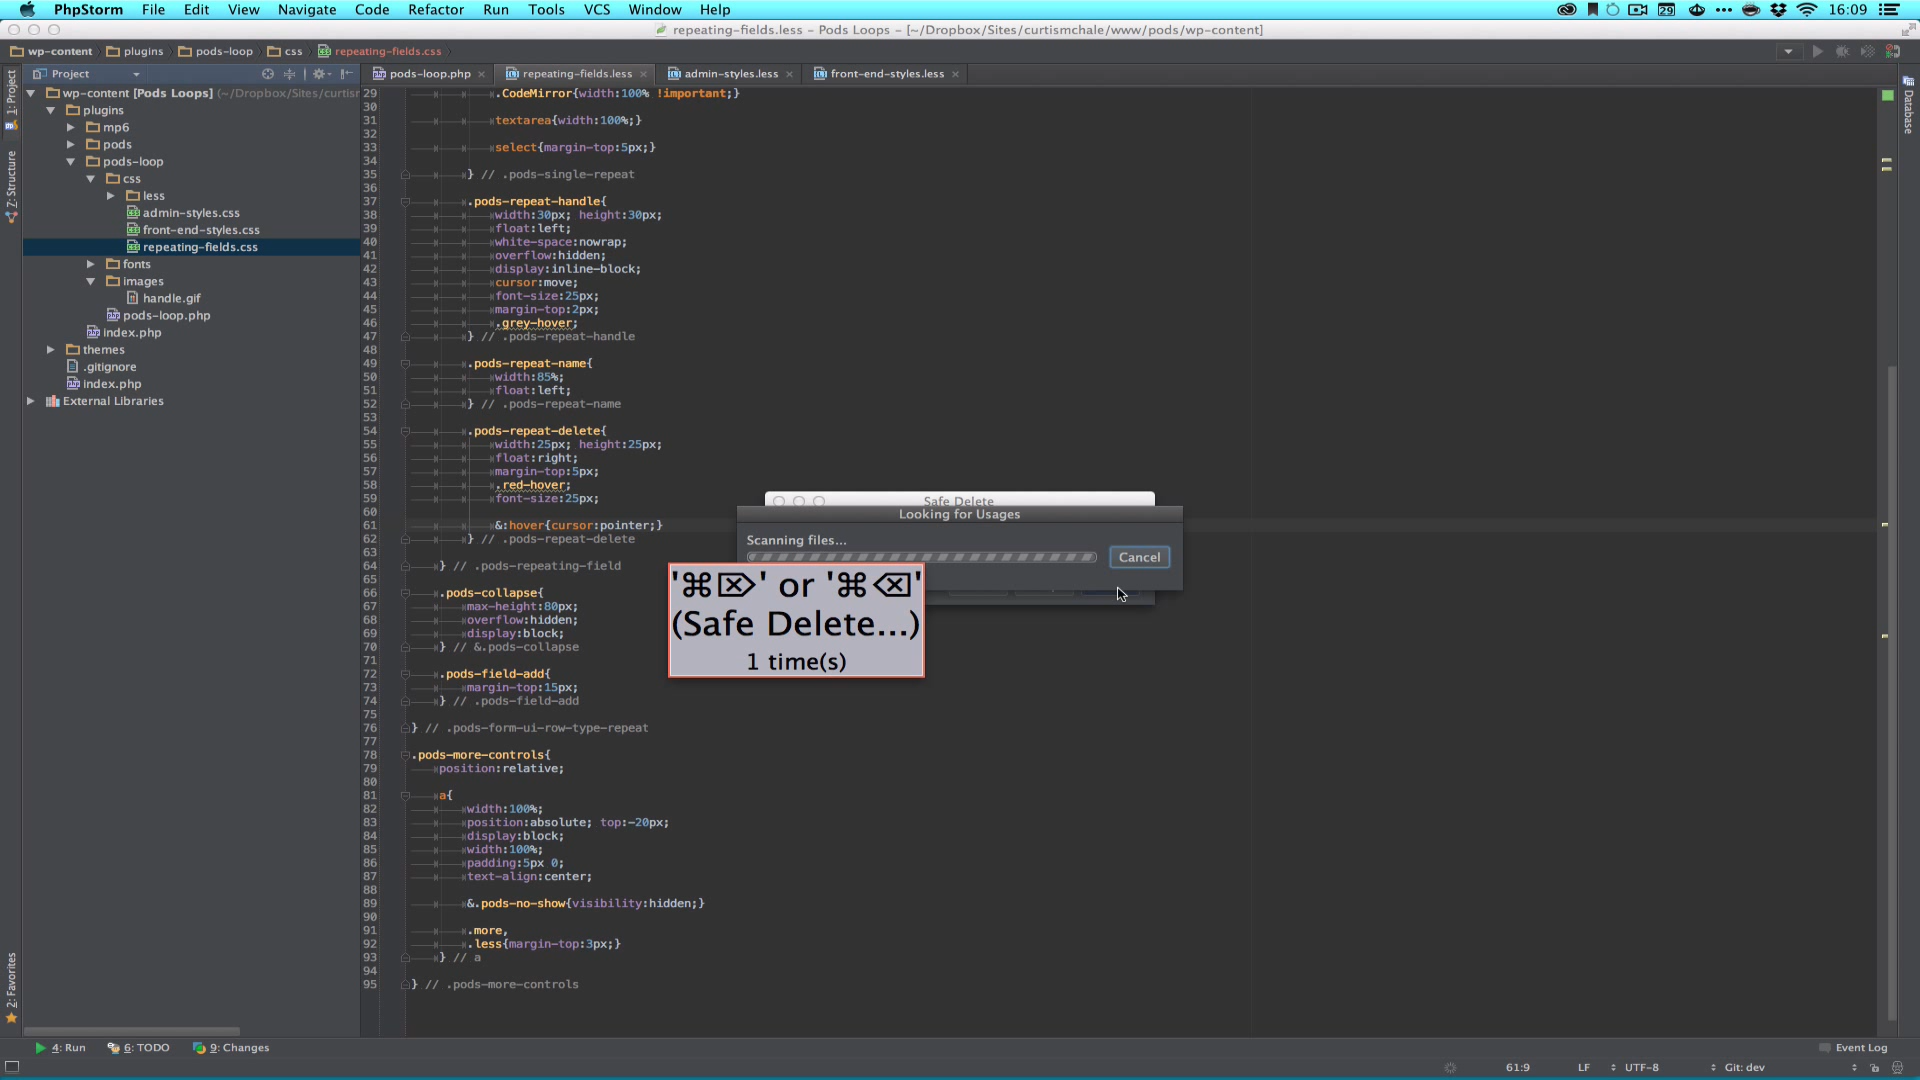 PhpStorm File Edit View Navigate Code Refactor Run Tools VCS Window Help 29 16:09
repeating-fields.less – Pods Loops – [~/Dropbox/Sites/curtismchale/www/pods/wp-content]
wp-content plugins pods-loop css repeating-fields.css
Project
pods-loop.php repeating-fields.less admin-styles.less front-end-styles.less
1: Project
Z: Structure
2: Favorites
Database
wp-content [Pods Loops] (~/Dropbox/Sites/curtisr
plugins
mp6
pods
pods-loop
css
less
admin-styles.css
front-end-styles.css
repeating-fields.css
fonts
images
handle.gif
pods-loop.php
index.php
themes
.gitignore
index.php
External Libraries
29 .CodeMirror{width:100% !important;}
30
31 textarea{width:100%;}
32
33 select{margin-top:5px;}
34
35 } // .pods-single-repeat
36
37 .pods-repeat-handle{
38 width:30px; height:30px;
39 float:left;
40 white-space:nowrap;
41 overflow:hidden;
42 display:inline-block;
43 cursor:move;
44 font-size:25px;
45 margin-top:2px;
46 .grey-hover;
47 } // .pods-repeat-handle
48
49 .pods-repeat-name{
50 width:85%;
51 float:left;
52 } // .pods-repeat-name
53
54 .pods-repeat-delete{
55 width:25px; height:25px;
56 float:right;
57 margin-top:5px;
58 .red-hover;
59 font-size:25px;
60
61 &:hover{cursor:pointer;}
62 } // .pods-repeat-delete
63
64 } // .pods-repeating-field
65
66 .pods-collapse{
67 max-height:80px;
68 overflow:hidden;
69 display:block;
70 } // &.pods-collapse
71
72 .pods-field-add{
73 margin-top:15px;
74 } // .pods-field-add
75
76 } // .pods-form-ui-row-type-repeat
77
78 .pods-more-controls{
79 position:relative;
80
81 a{
82 width:100%;
83 position:absolute; top:-20px;
84 display:block;
85 width:100%;
86 padding:5px 0;
87 text-align:center;
88
89 &.pods-no-show{visibility:hidden;}
90
91 .more,
92 .less{margin-top:3px;}
93 } // a
94
95 } // .pods-more-controls
Safe Delete
Looking for Usages
Scanning files...
Cancel
'⌘⌦' or '⌘⌫'
(Safe Delete...)
1 time(s)
4: Run 6: TODO 9: Changes Event Log
61:9 LF UTF-8 Git: dev